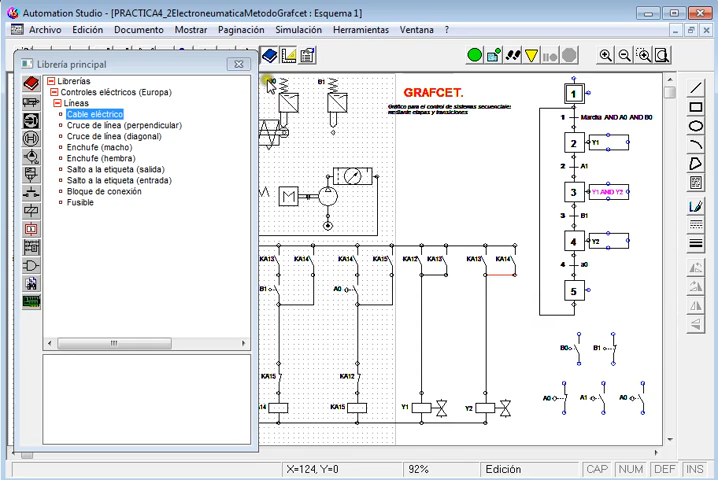 Automation Studio - [PRACTICA4_2ElectroneumaticaMetodoGrafcet : Esquema 1]
Archivo Edición Documento Mostrar Paginación Simulación Herramientas Ventana ?
Librería principal
Librerías
Controles eléctricos (Europa)
Líneas
Cable eléctrico
Cruce de línea (perpendicular)
Cruce de línea (diagonal)
Enchufe (macho)
Enchufe (hembra)
Salto a la etiqueta (salida)
Salto a la etiqueta (entrada)
Bloque de conexión
Fusible
B1
GRAFCET.
Gráfico para el control de sistemas secuenciales
mediante etapas y transiciones
1
1 Marcha AND A0 AND B0
2 Y1
2 A1
3 Y1 AND Y2
3 B1
4 Y2
4 a0
5
M
KA13 KA14 KA14 KA15 KA12 KA13 KA13 KA14
B1 A0
KA15 KA12
A14 KA15 Y1 Y2
B0 B1
A0 A1 A0
X=124, Y=0 92% Edición CAP NUM DEF INS